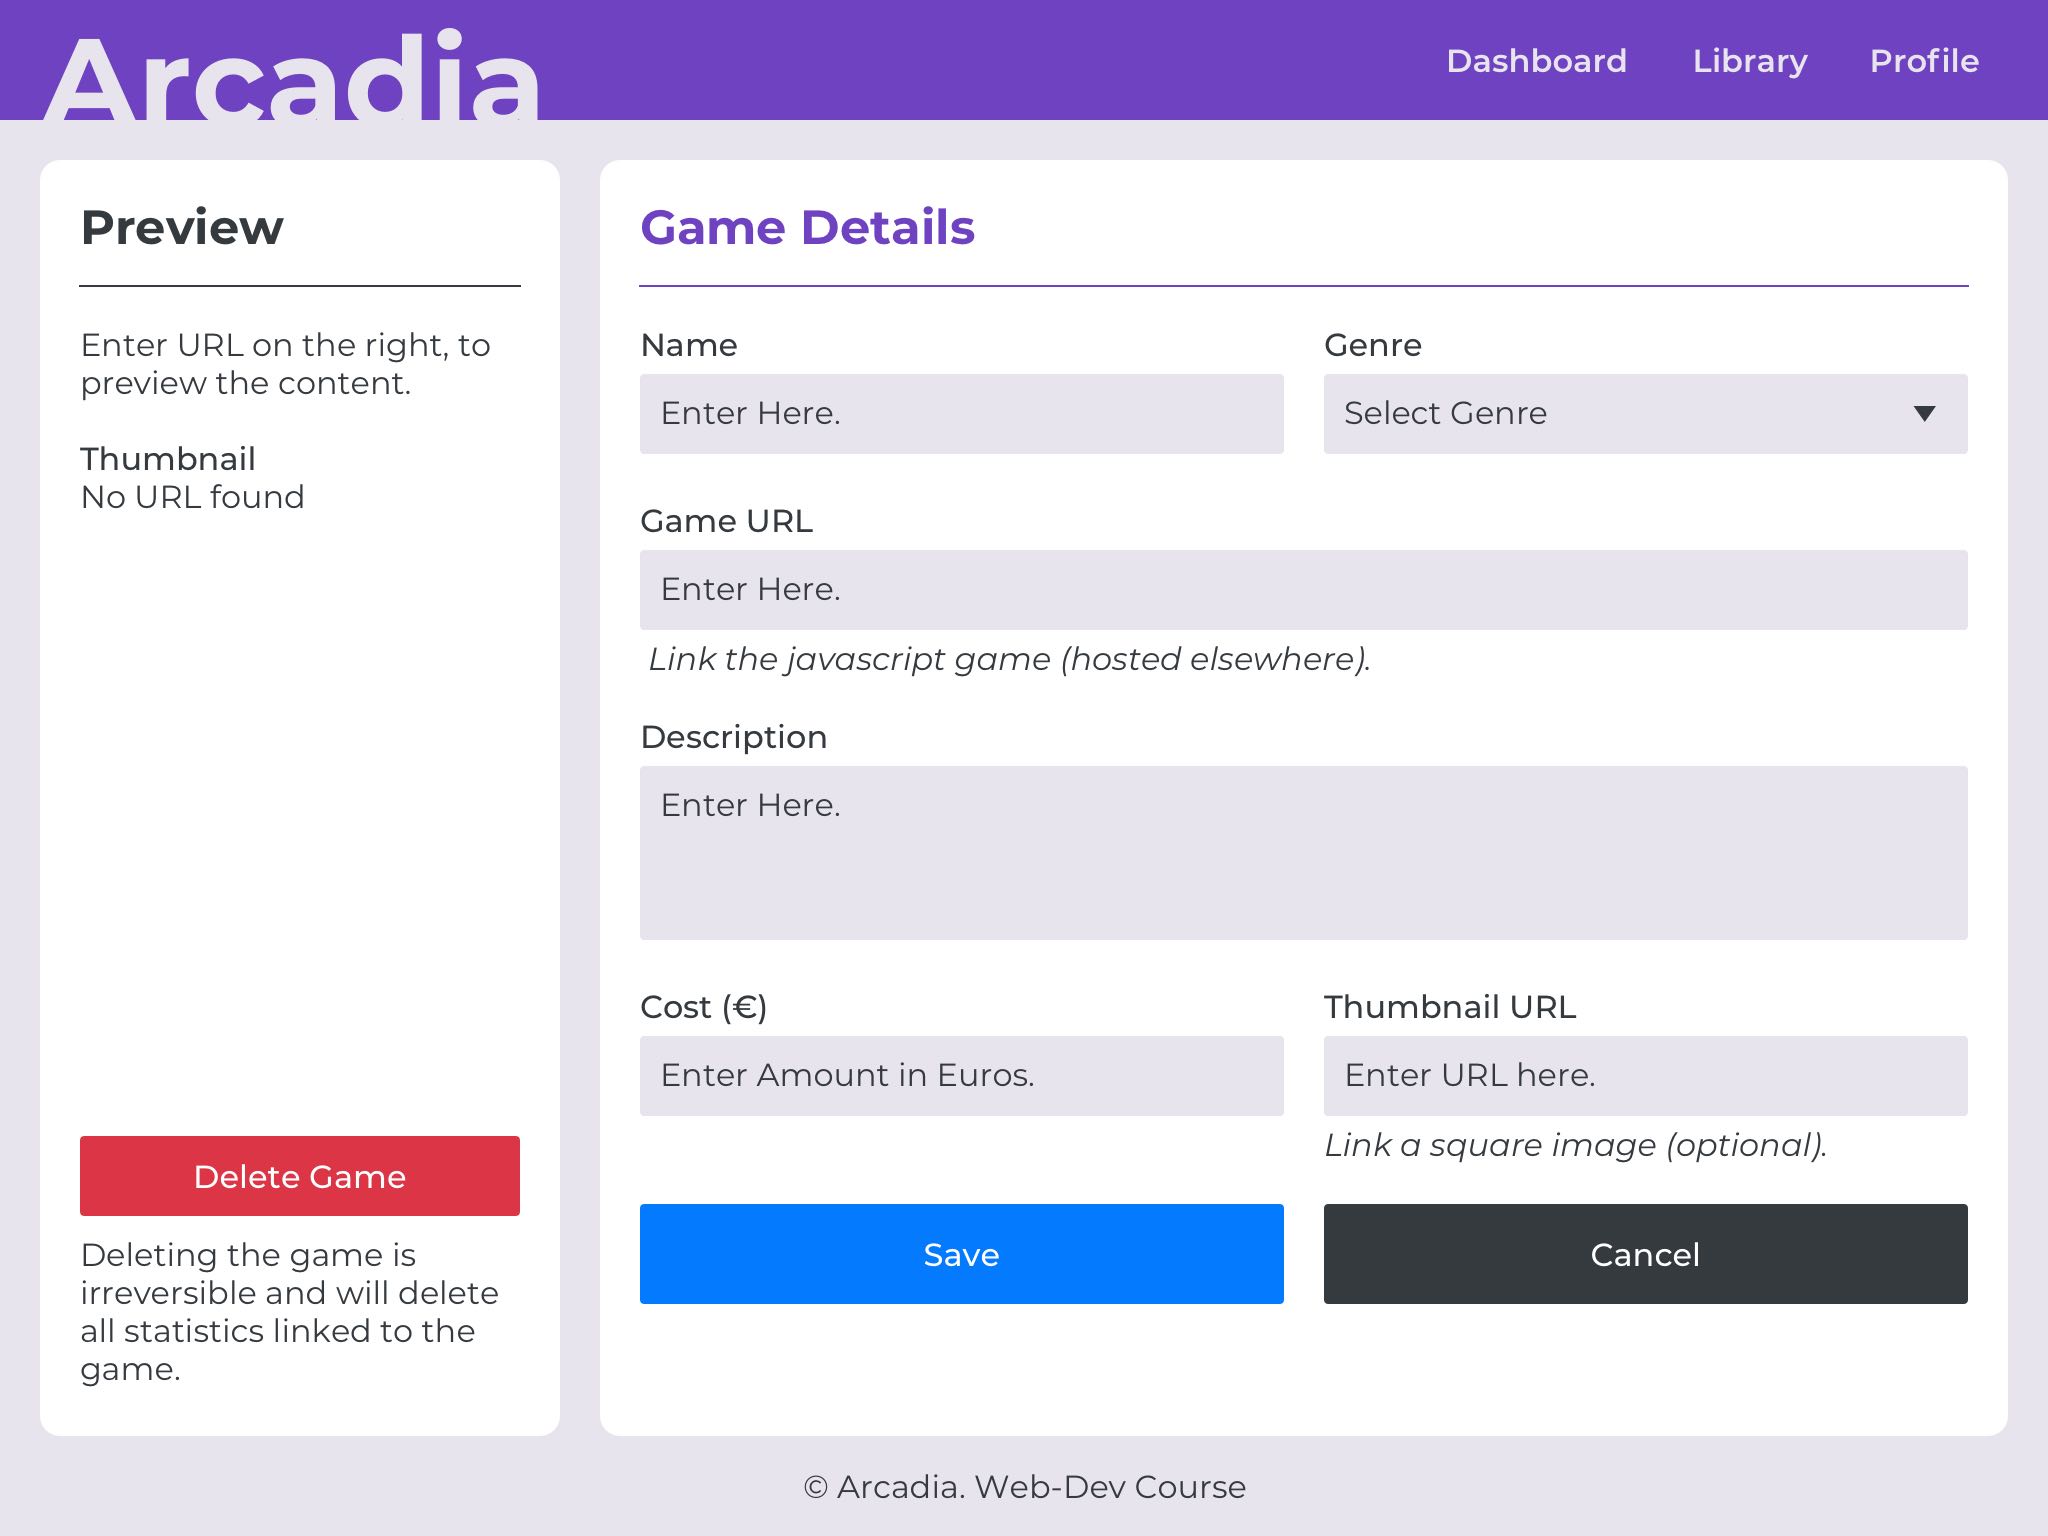 Arcadia
Dashboard Library Profile
Preview
Enter URL on the right, to
preview the content.
Thumbnail
No URL found
Delete Game
Deleting the game is
irreversible and will delete
all statistics linked to the
game.
Game Details
Name
Enter Here.
Genre
Select Genre
Game URL
Enter Here.
Link the javascript game (hosted elsewhere).
Description
Enter Here.
Cost (€)
Enter Amount in Euros.
Thumbnail URL
Enter URL here.
Link a square image (optional).
Save
Cancel
© Arcadia. Web-Dev Course